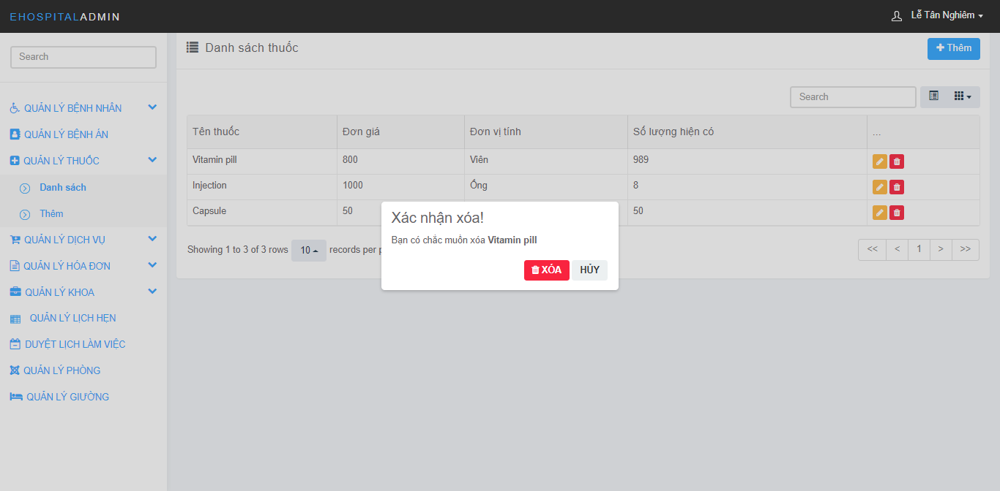 EHOSPITALADMIN
Lễ Tân Nghiêm
Search
QUẢN LÝ BỆNH NHÂN
QUẢN LÝ BỆNH ÁN
QUẢN LÝ THUỐC
Danh sách
Thêm
QUẢN LÝ DỊCH VỤ
QUẢN LÝ HÓA ĐƠN
QUẢN LÝ KHOA
QUẢN LÝ LỊCH HẸN
DUYỆT LỊCH LÀM VIỆC
QUẢN LÝ PHÒNG
QUẢN LÝ GIƯỜNG
Danh sách thuốc
Thêm
Search
Tên thuốc Đơn giá Đơn vị tính Số lượng hiện có ...
Vitamin pill 800 Viên 989
Injection 1000 Ống 8
Capsule 50 50
Showing 1 to 3 of 3 rows 10 records per
<< < 1 > >>
Xác nhận xóa!
Bạn có chắc muốn xóa Vitamin pill
XÓA HỦY